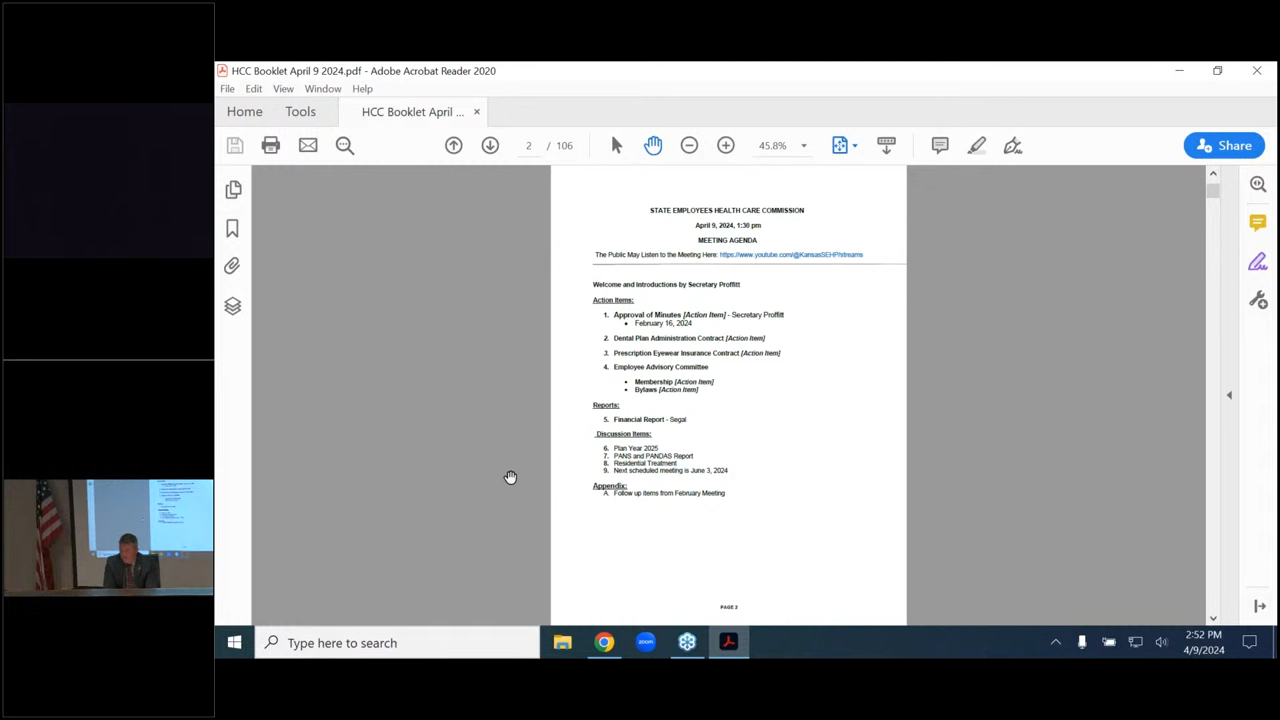 HCC Booklet April 9 2024.pdf - Adobe Acrobat Reader 2020
File Edit View Window Help
Home Tools HCC Booklet April ... ×
2 / 106 45.8% Share
STATE EMPLOYEES HEALTH CARE COMMISSION
April 9, 2024, 1:30 pm
MEETING AGENDA
The Public May Listen to the Meeting Here: https://www.youtube.com/@KansasSEHP/streams
Welcome and Introductions by Secretary Proffitt
Action Items:
1. Approval of Minutes [Action Item] - Secretary Proffitt
• February 16, 2024
2. Dental Plan Administration Contract [Action Item]
3. Prescription Eyewear Insurance Contract [Action Item]
4. Employee Advisory Committee
• Membership [Action Item]
• Bylaws [Action Item]
Reports:
5. Financial Report - Segal
Discussion Items:
6. Plan Year 2025
7. PANS and PANDAS Report
8. Residential Treatment
9. Next scheduled meeting is June 3, 2024
Appendix:
A. Follow up items from February Meeting
PAGE 2
Type here to search
zoom
2:52 PM
4/9/2024